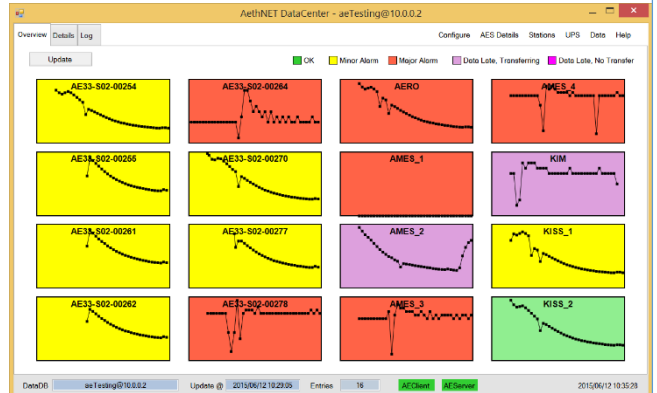 AethNET DataCenter - aeTesting@10.0.0.2
Overview Details Log Configure AES Details Stations UPS Data Help
Update OK Minor Alarm Major Alarm Data Late, Transferring Data Late, No Transfer
AE33-S02-00254 AE33-S02-00264 AERO AMES_4
AE33-S02-00255 AE33-S02-00270 AMES_1 KIM
AE33-S02-00261 AE33-S02-00277 AMES_2 KISS_1
AE33-S02-00262 AE33-S02-00278 AMES_3 KISS_2
DataDB aeTesting@10.0.0.2 Update @ 2015/06/12 10:29:05 Entries 16 AEClient AEServer 2015/06/12 10:35:28